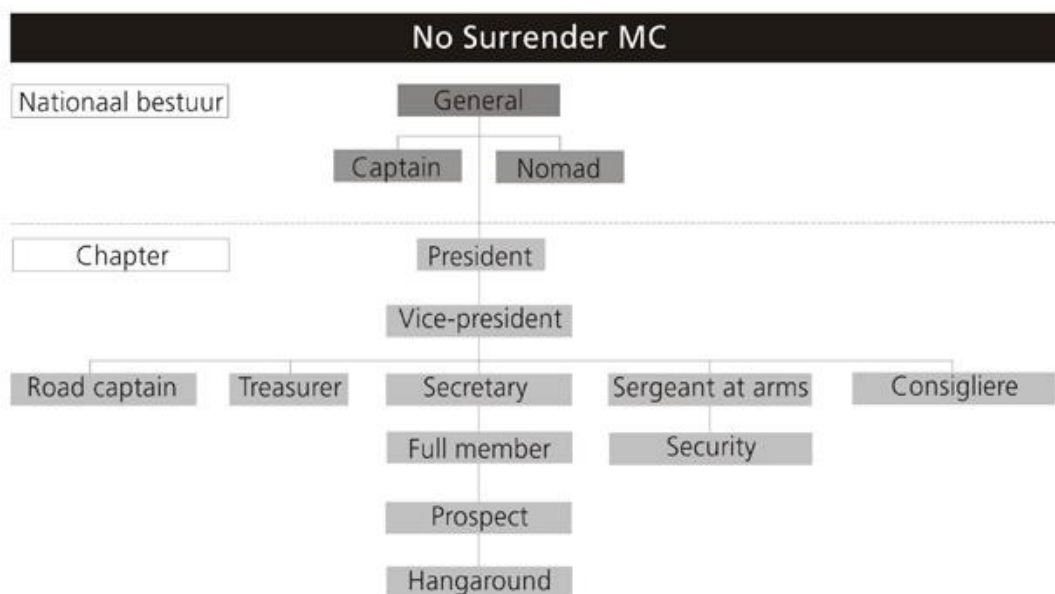 No Surrender MC
Nationaal bestuur
General
Captain
Nomad
Chapter
President
Vice-president
Road captain
Treasurer
Secretary
Sergeant at arms
Consigliere
Full member
Security
Prospect
Hangaround